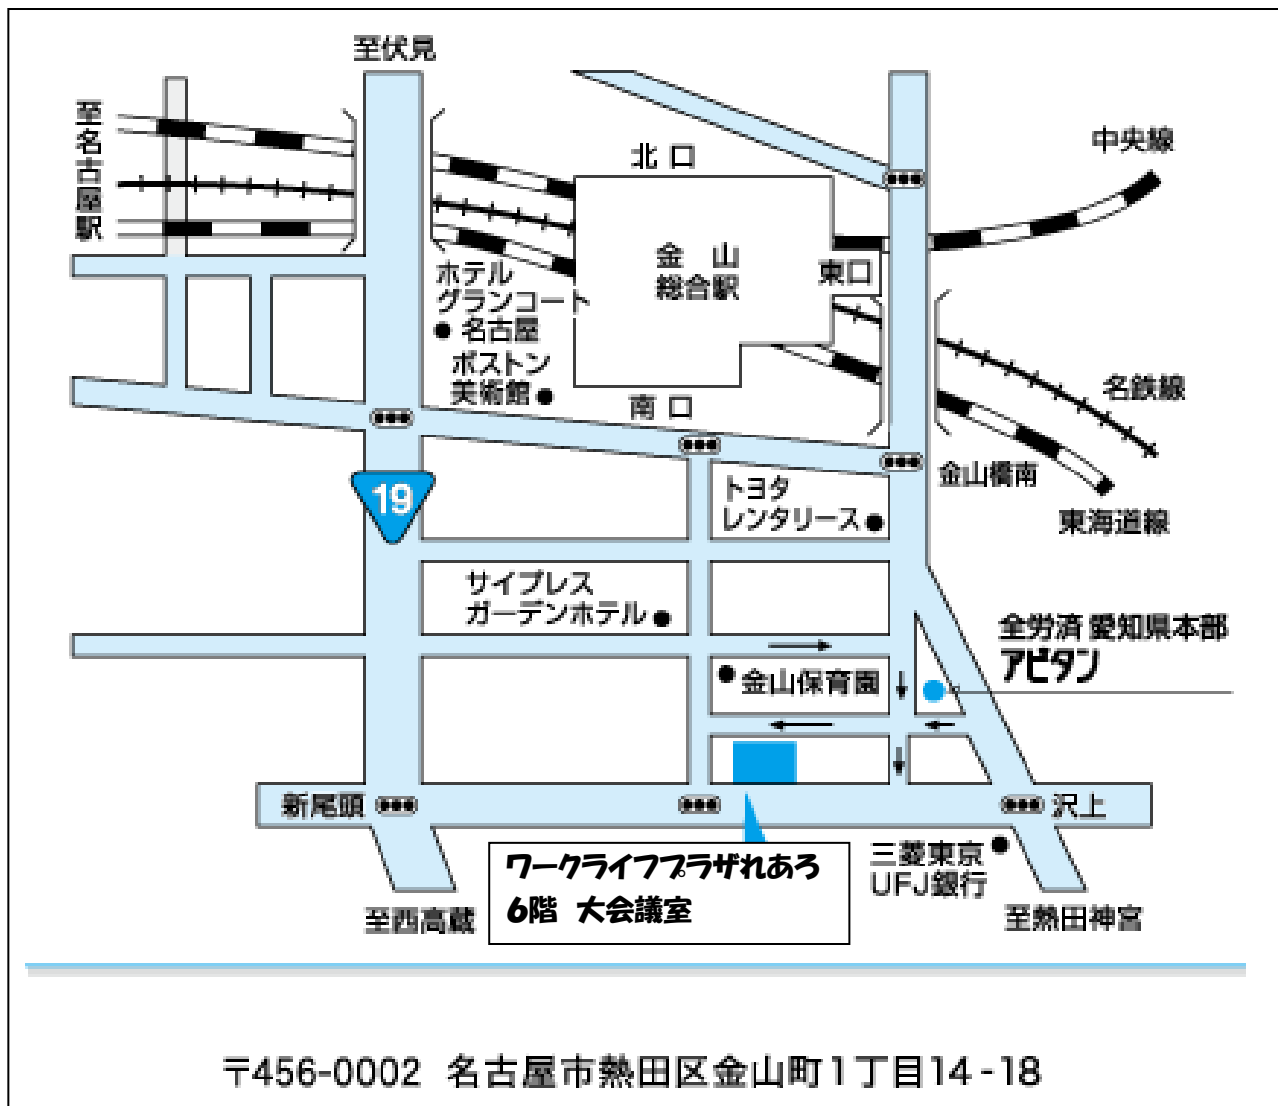 至伏見
至名古屋駅
北口
中央線
金山
総合駅
東口
ホテル
グランコート
名古屋
ボストン
美術館
南口
名鉄線
金山橋南
東海道線
19
トヨタ
レンタリース
サイプレス
ガーデンホテル
全労済 愛知県本部
アピタン
金山保育園
新尾頭
沢上
ワークライフプラザれあろ
6階 大会議室
三菱東京
UFJ銀行
至西高蔵
至熱田神宮
〒456-0002 名古屋市熱田区金山町1丁目14-18